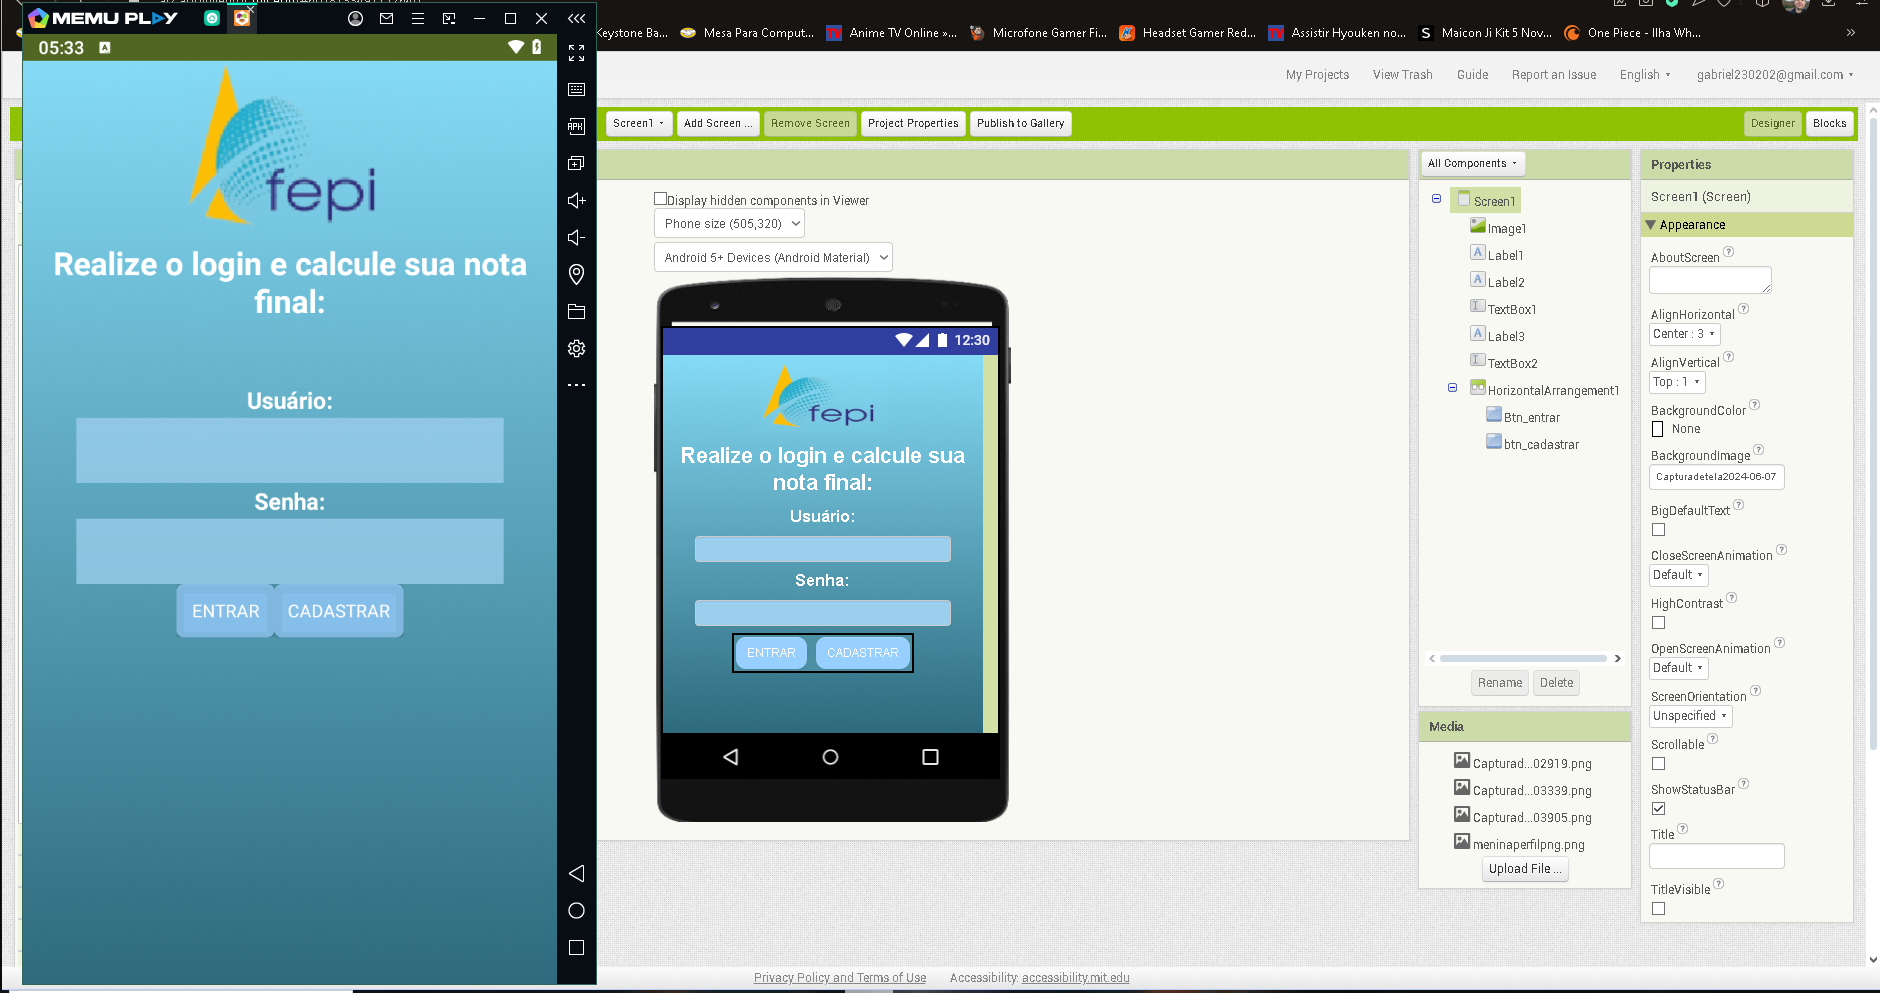 MEMU PLAY
05:33
fepi
Realize o login e calcule sua nota
final:
Usuário:
Senha:
ENTRAR
CADASTRAR
APK
Keystone Ba...
Mesa Para Comput...
Anime TV Online »...
Microfone Gamer Fi...
Headset Gamer Red...
Assistir Hyouken no...
S
Maicon Ji Kit 5 Nov...
One Piece - Ilha Wh...
»
My Projects
View Trash
Guide
Report an Issue
English
gabriel230202@gmail.com
Screen1
Add Screen ...
Remove Screen
Project Properties
Publish to Gallery
Designer
Blocks
Display hidden components in Viewer
Phone size (505,320)
Android 5+ Devices (Android Material)
12:30
fepi
Realize o login e calcule sua
nota final:
Usuário:
Senha:
ENTRAR
CADASTRAR
All Components
Screen1
Image1
Label1
Label2
TextBox1
Label3
TextBox2
HorizontalArrangement1
Btn_entrar
btn_cadastrar
Rename
Delete
Media
Capturad...02919.png
Capturad...03339.png
Capturad...03905.png
meninaperfilpng.png
Upload File ...
Properties
Screen1 (Screen)
Appearance
AboutScreen
AlignHorizontal
Center : 3
AlignVertical
Top : 1
BackgroundColor
None
BackgroundImage
Capturadetela2024-06-07
BigDefaultText
CloseScreenAnimation
Default
HighContrast
OpenScreenAnimation
Default
ScreenOrientation
Unspecified
Scrollable
ShowStatusBar
Title
TitleVisible
Privacy Policy and Terms of Use
Accessibility: accessibility.mit.edu